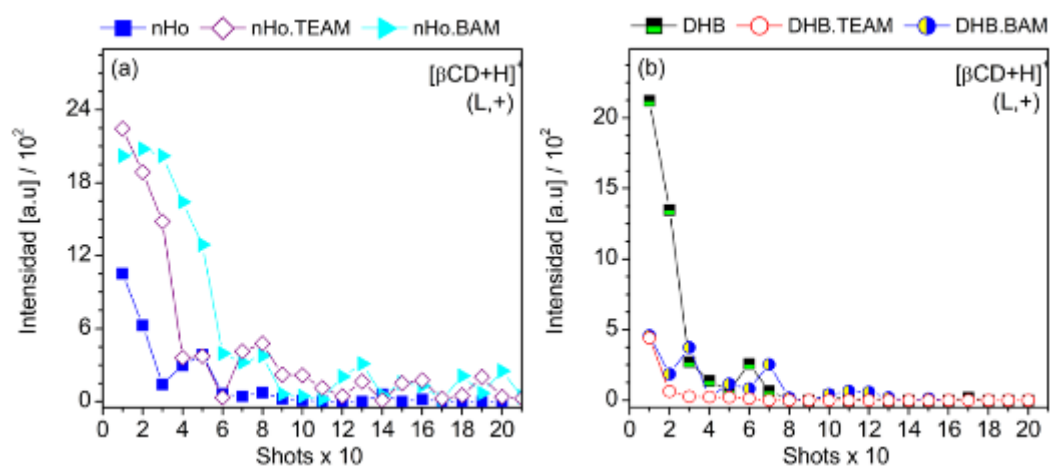 nHo nHo.TEAM nHo.BAM
DHB DHB.TEAM DHB.BAM
(a)
[βCD+H]⁺
(L,+)
24
18
12
6
0
Intensidad [a.u] / 10²
0 2 4 6 8 10 12 14 16 18 20
Shots x 10
(b)
[βCD+H]⁺
(L,+)
20
15
10
5
0
Intensidad [a.u] / 10²
0 2 4 6 8 10 12 14 16 18 20
Shots x 10